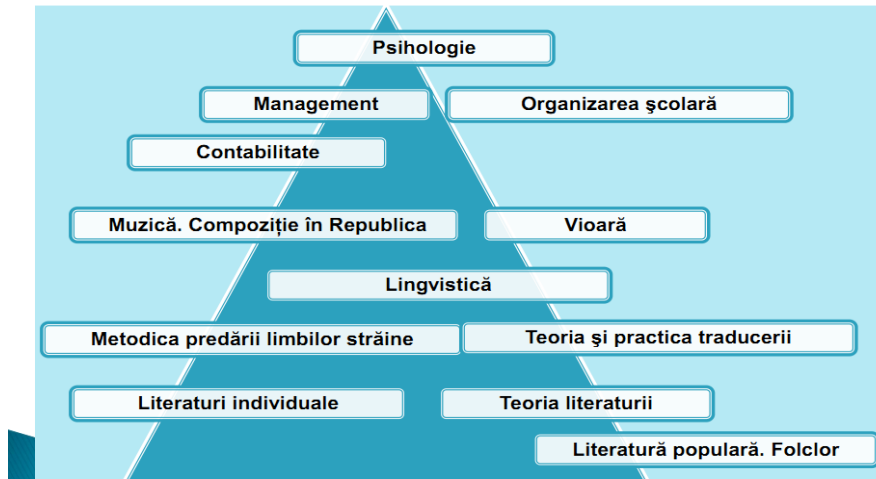 Psihologie
Management
Organizarea şcolară
Contabilitate
Muzică. Compoziție în Republica
Vioară
Lingvistică
Metodica predării limbilor străine
Teoria şi practica traducerii
Literaturi individuale
Teoria literaturii
Literatură populară. Folclor